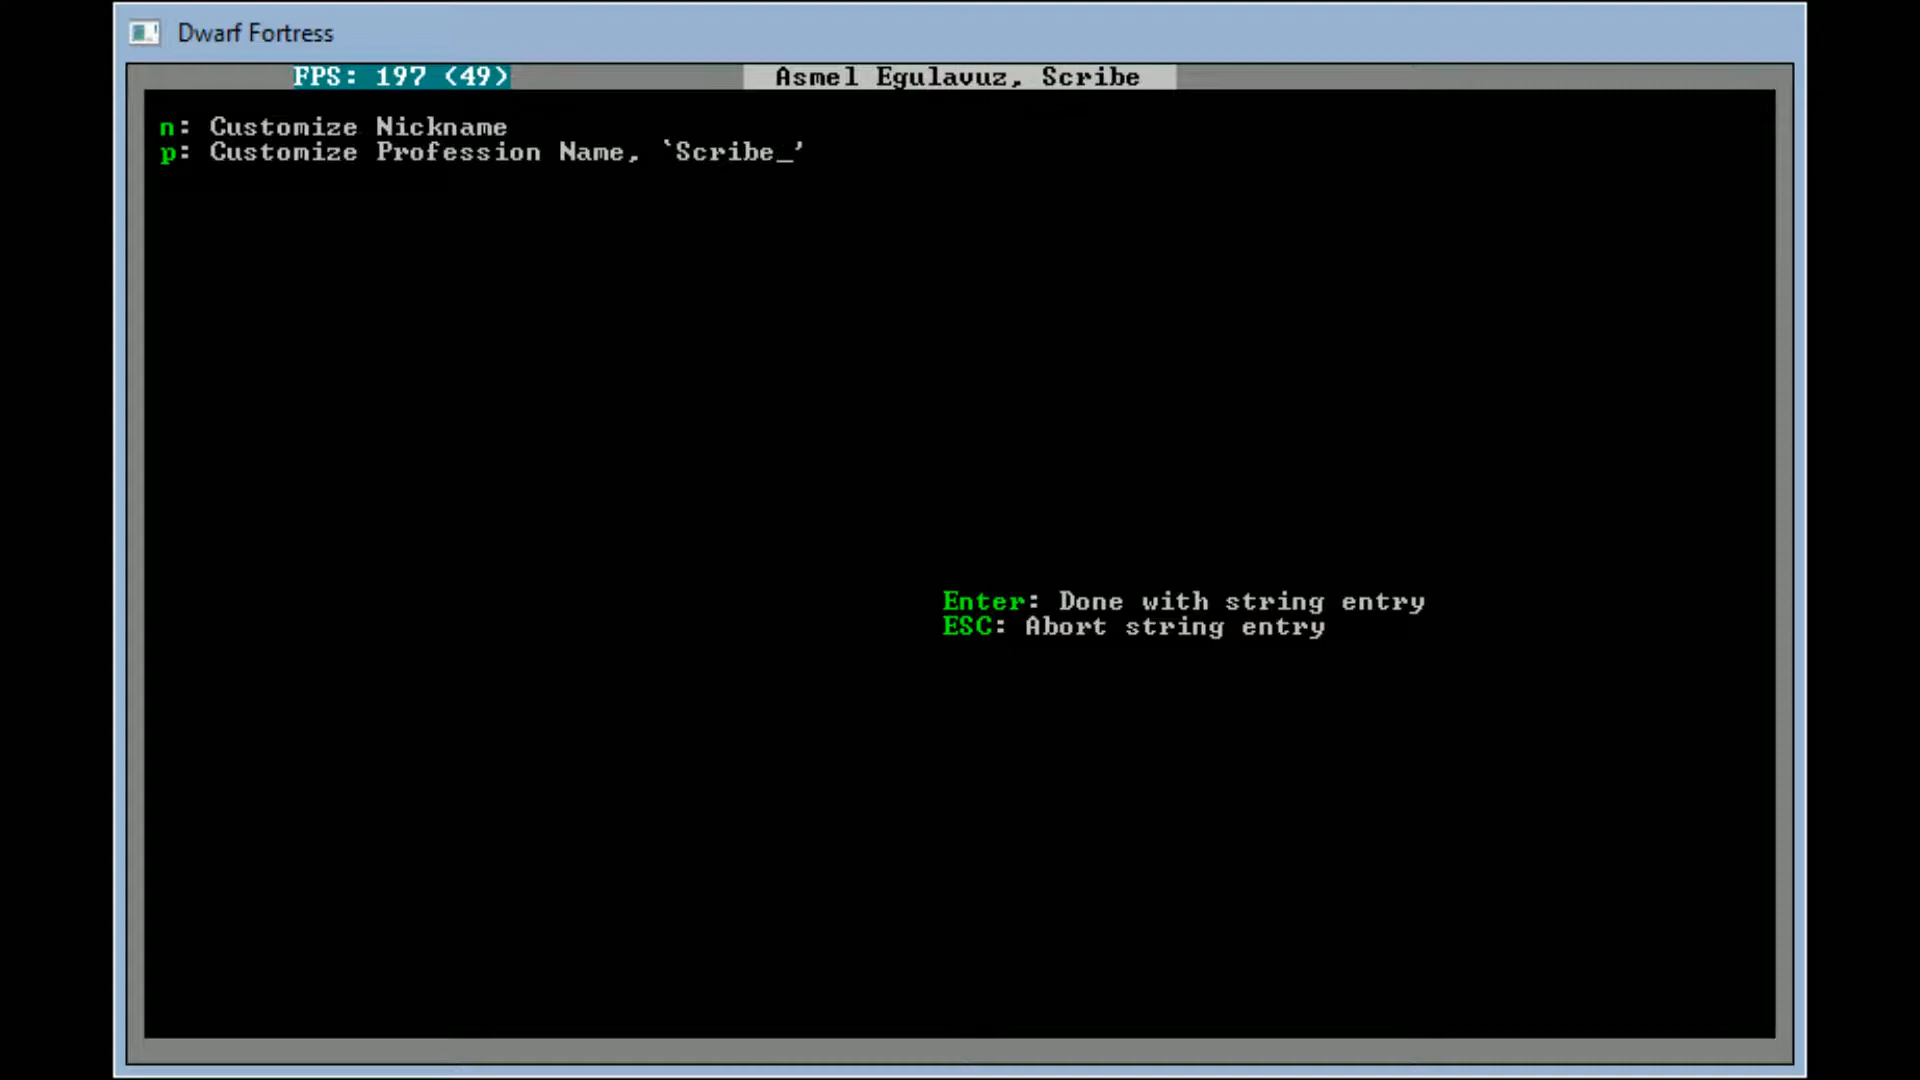 Dwarf Fortress
FPS: 197 (49) Asmel Egulavuz, Scribe
n: Customize Nickname
p: Customize Profession Name, `Scribe_'
Enter: Done with string entry
ESC: Abort string entry